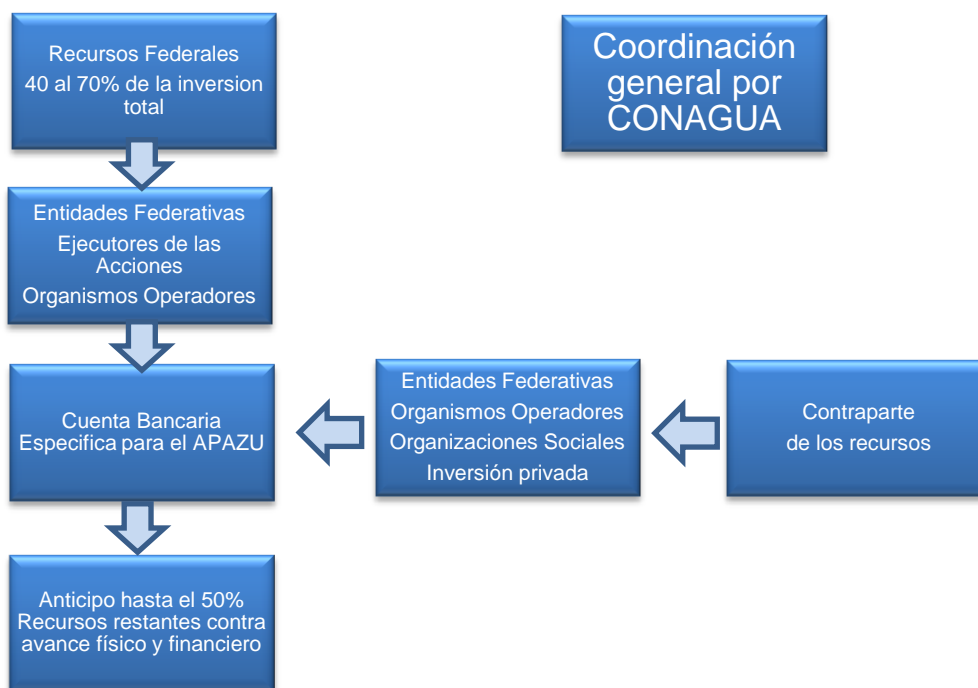 Recursos Federales
40 al 70% de la inversion
total
Coordinación
general por
CONAGUA
Entidades Federativas
Ejecutores de las
Acciones
Organismos Operadores
Cuenta Bancaria
Especifica para el APAZU
Entidades Federativas
Organismos Operadores
Organizaciones Sociales
Inversión privada
Contraparte
de los recursos
Anticipo hasta el 50%
Recursos restantes contra
avance físico y financiero